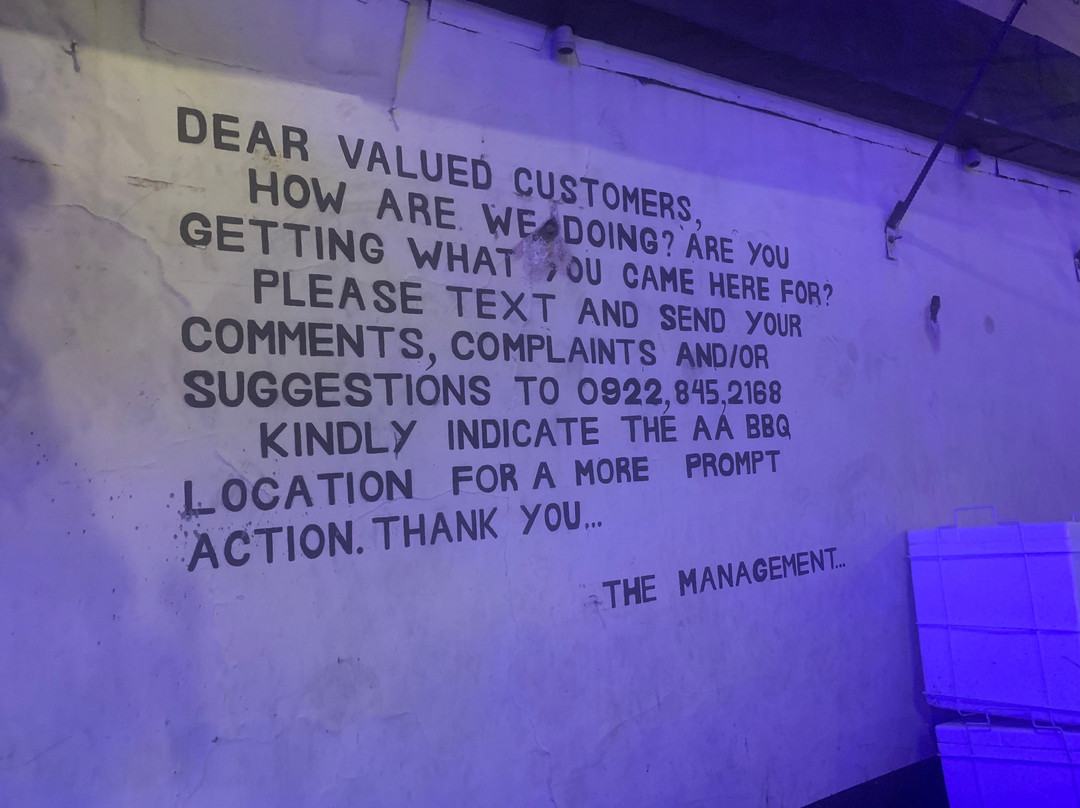 DEAR VALUED CUSTOMERS,
HOW ARE WE DOING? ARE YOU
GETTING WHAT YOU CAME HERE FOR?
PLEASE TEXT AND SEND YOUR
COMMENTS, COMPLAINTS AND/OR
SUGGESTIONS TO 0922,845,2168
KINDLY INDICATE THE AA BBQ
LOCATION FOR A MORE PROMPT
ACTION. THANK YOU...
THE MANAGEMENT...